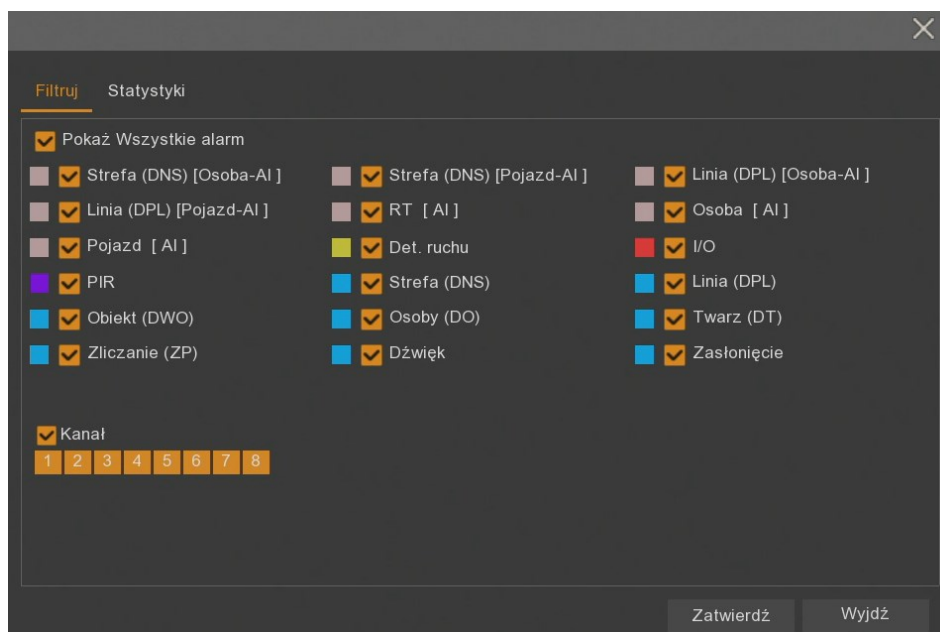 Filtruj Statystyki
Pokaż Wszystkie alarm
Strefa (DNS) [Osoba-AI ] Strefa (DNS) [Pojazd-AI ] Linia (DPL) [Osoba-AI ]
Linia (DPL) [Pojazd-AI ] RT [ AI ] Osoba [ AI ]
Pojazd [ AI ] Det. ruchu I/O
PIR Strefa (DNS) Linia (DPL)
Obiekt (DWO) Osoby (DO) Twarz (DT)
Zliczanie (ZP) Dźwięk Zasłonięcie
Kanał
1 2 3 4 5 6 7 8
Zatwierdź Wyjdź